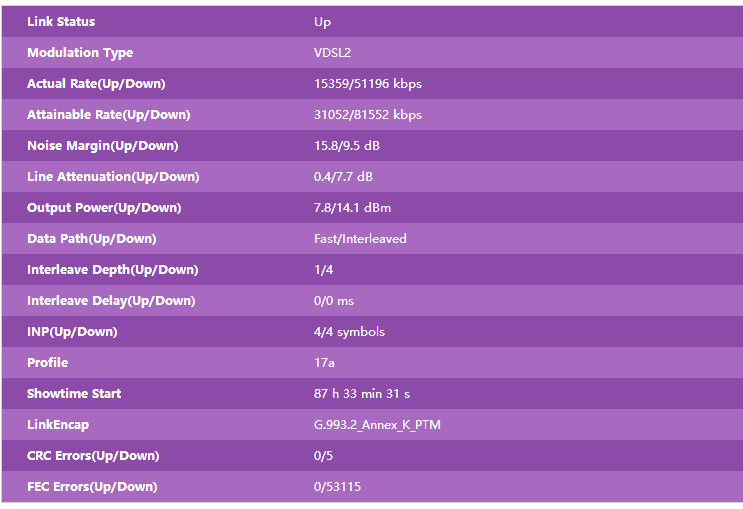 Link Status Up
Modulation Type VDSL2
Actual Rate(Up/Down) 15359/51196 kbps
Attainable Rate(Up/Down) 31052/81552 kbps
Noise Margin(Up/Down) 15.8/9.5 dB
Line Attenuation(Up/Down) 0.4/7.7 dB
Output Power(Up/Down) 7.8/14.1 dBm
Data Path(Up/Down) Fast/Interleaved
Interleave Depth(Up/Down) 1/4
Interleave Delay(Up/Down) 0/0 ms
INP(Up/Down) 4/4 symbols
Profile 17a
Showtime Start 87 h 33 min 31 s
LinkEncap G.993.2_Annex_K_PTM
CRC Errors(Up/Down) 0/5
FEC Errors(Up/Down) 0/53115